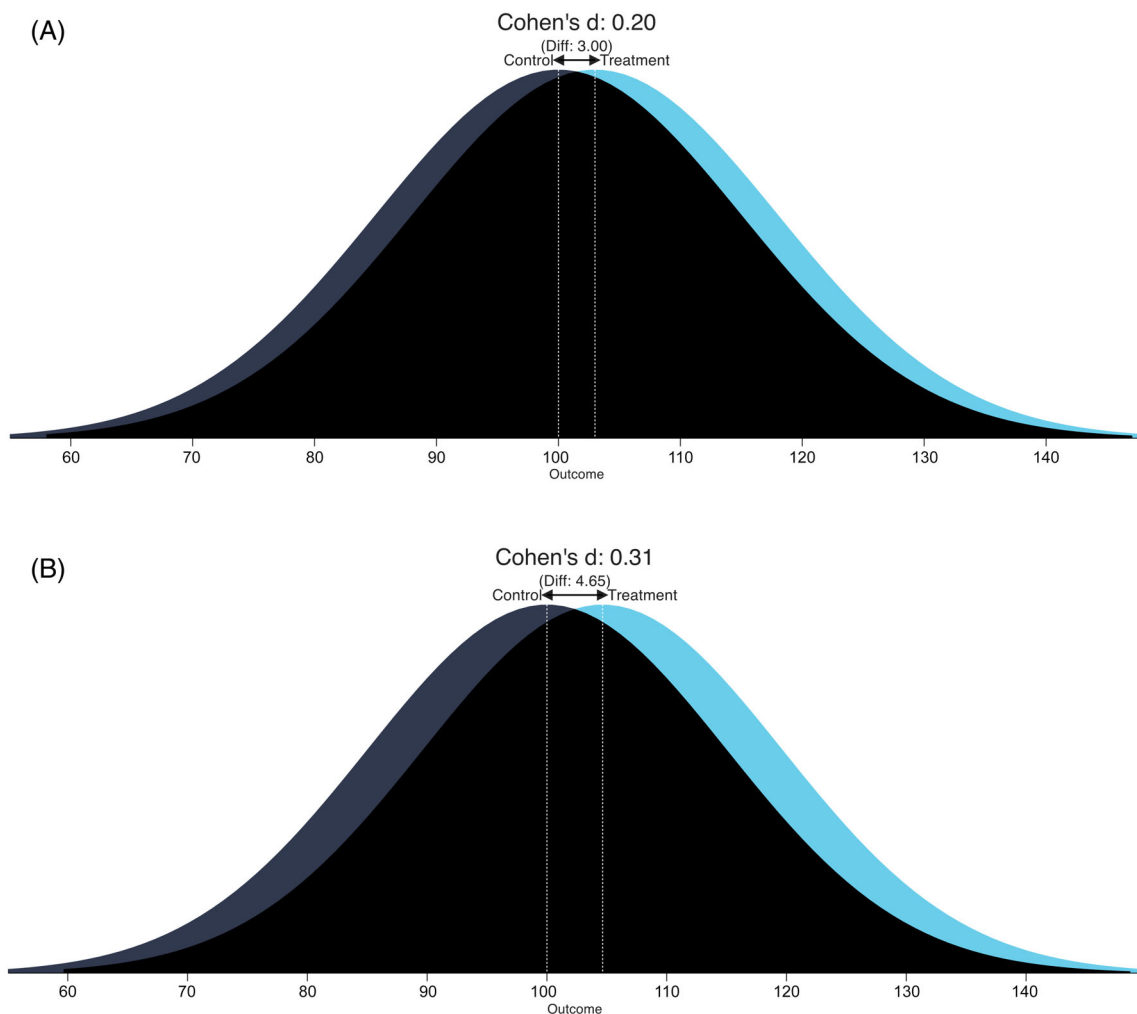 (A)
Cohen's d: 0.20
(Diff: 3.00)
Control Treatment
60 70 80 90 100 110 120 130 140
Outcome
(B)
Cohen's d: 0.31
(Diff: 4.65)
Control Treatment
60 70 80 90 100 110 120 130 140
Outcome